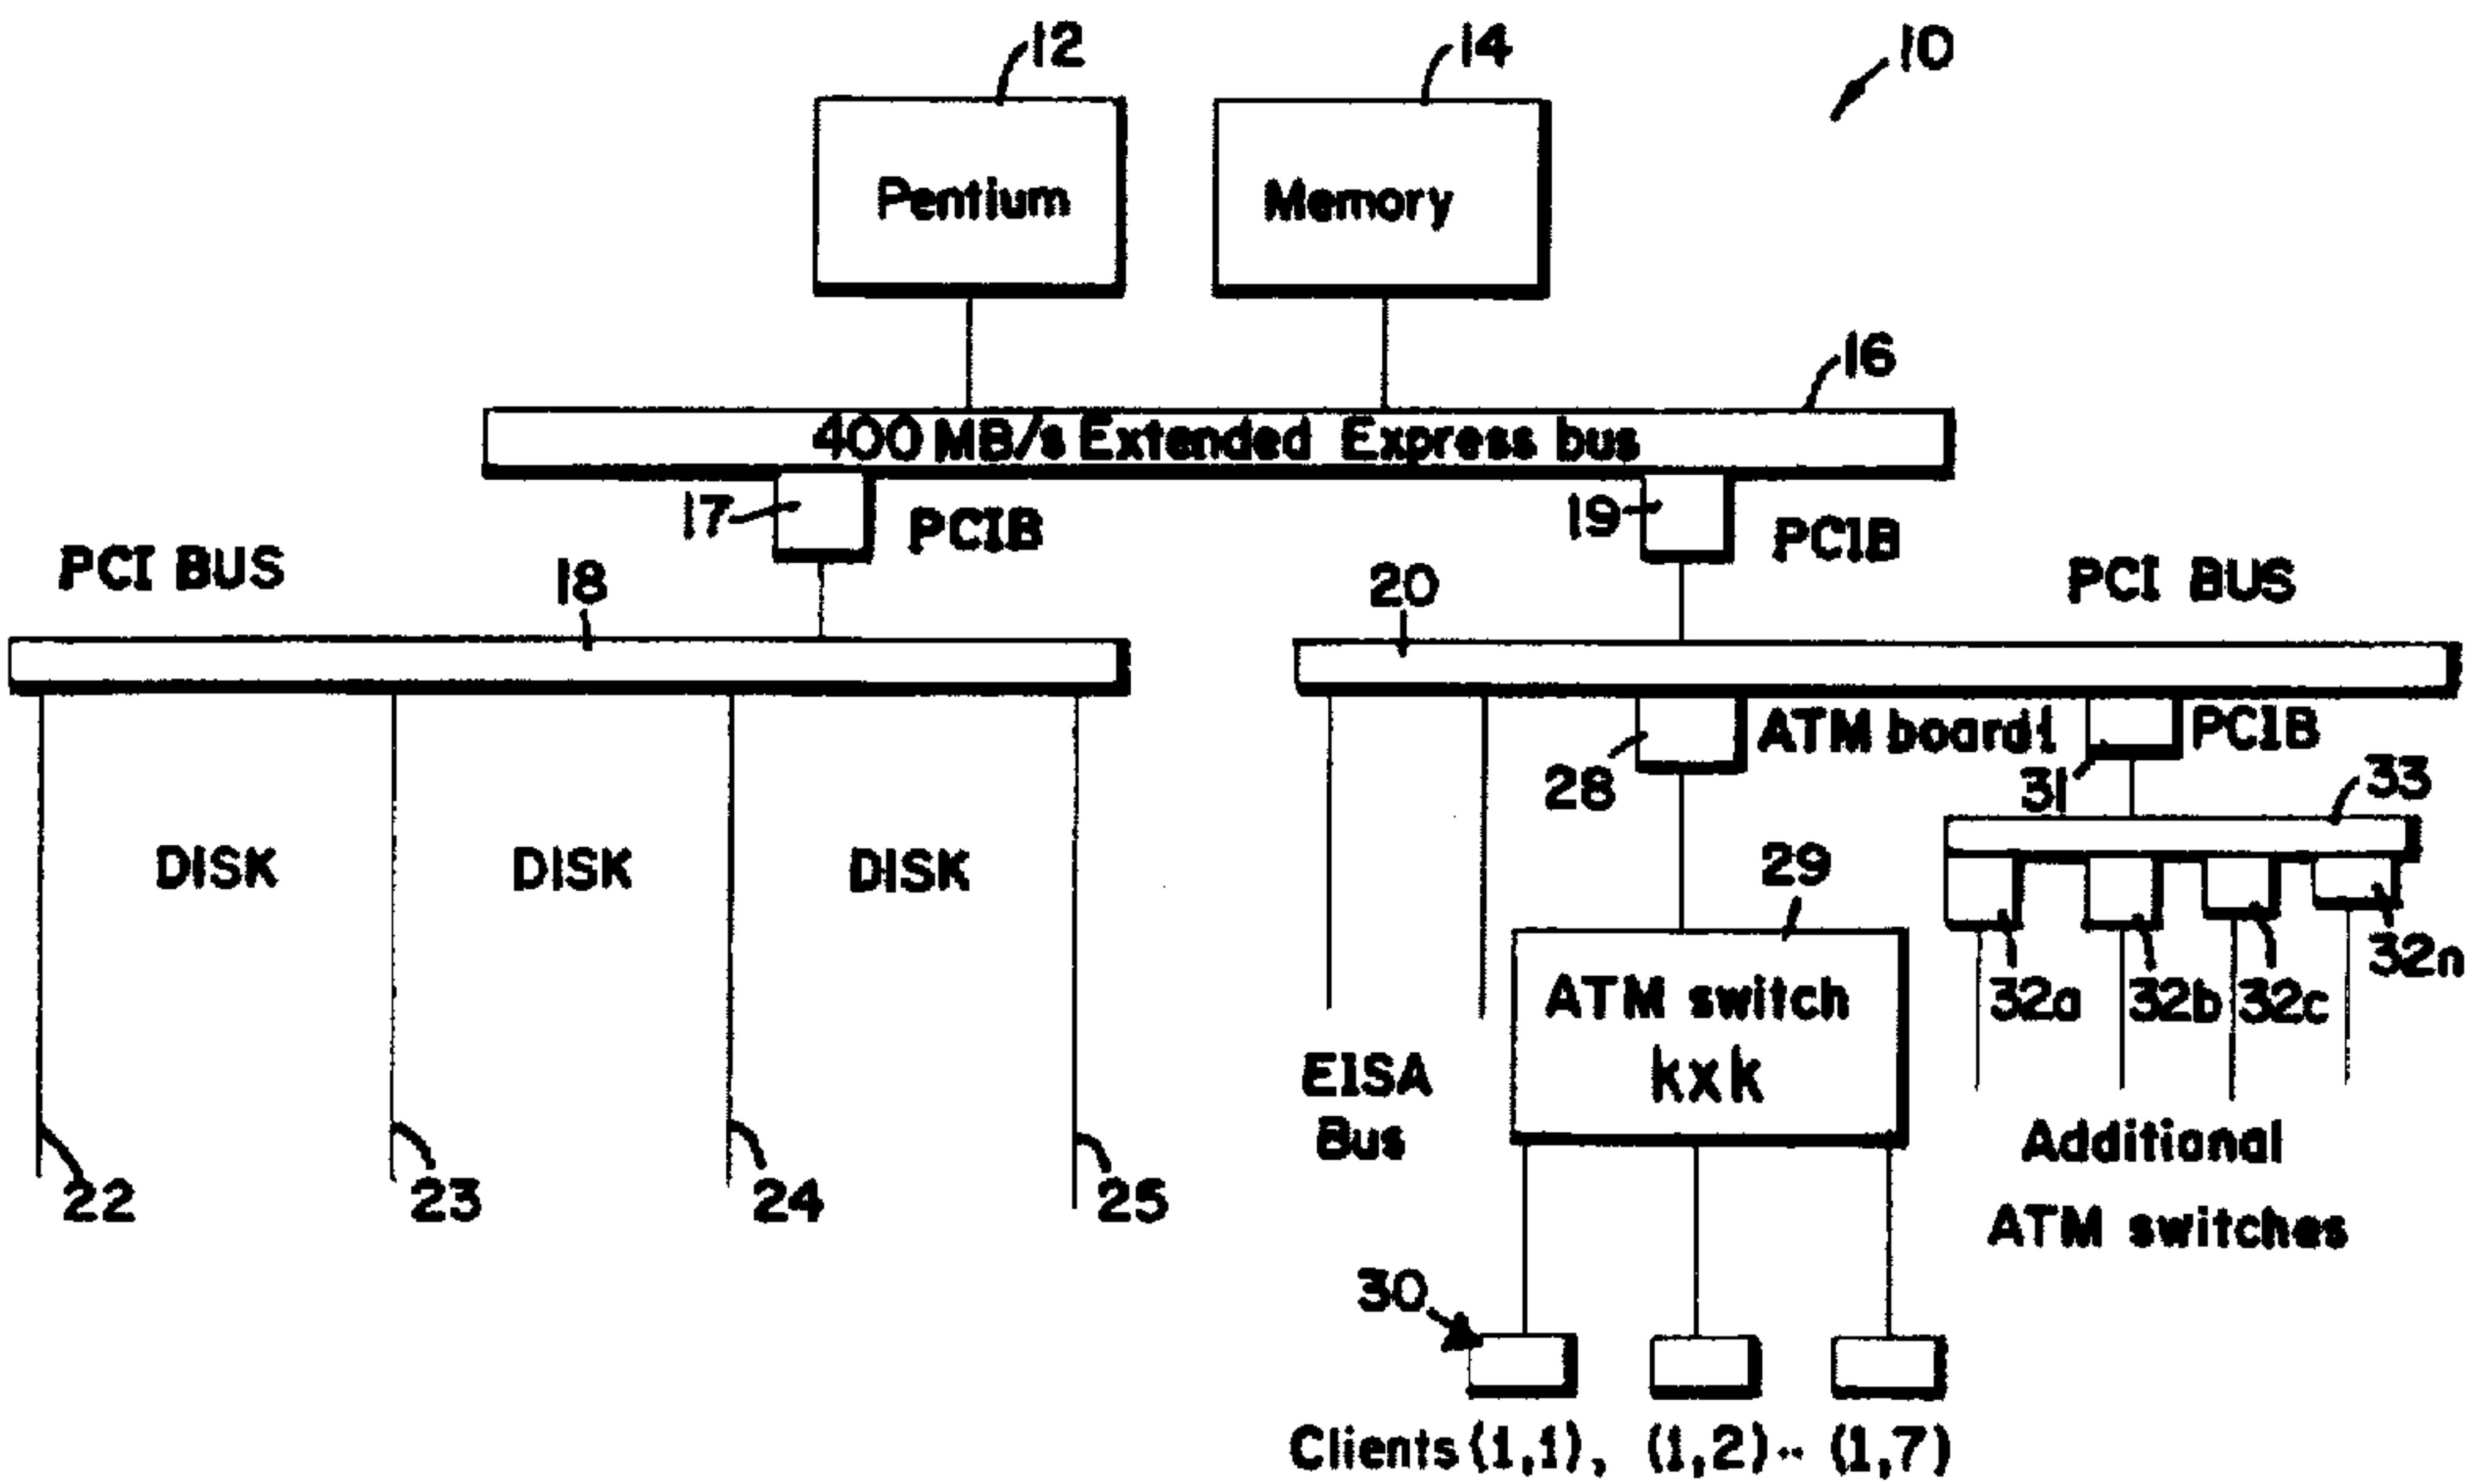 12
14
10
Pentium
Memory
16
400 MB/s Extended Express bus
17
PCIB
19
PCIB
PCI BUS
18
20
PCI BUS
ATM board 1
PCIB
28
31
33
DISK
DISK
DISK
29
32n
ATM switch
kxk
32a
32b
32c
EISA
Bus
Additional
ATM switches
22
23
24
25
30
Clients (1,1), (1,2) ·· (1,7)